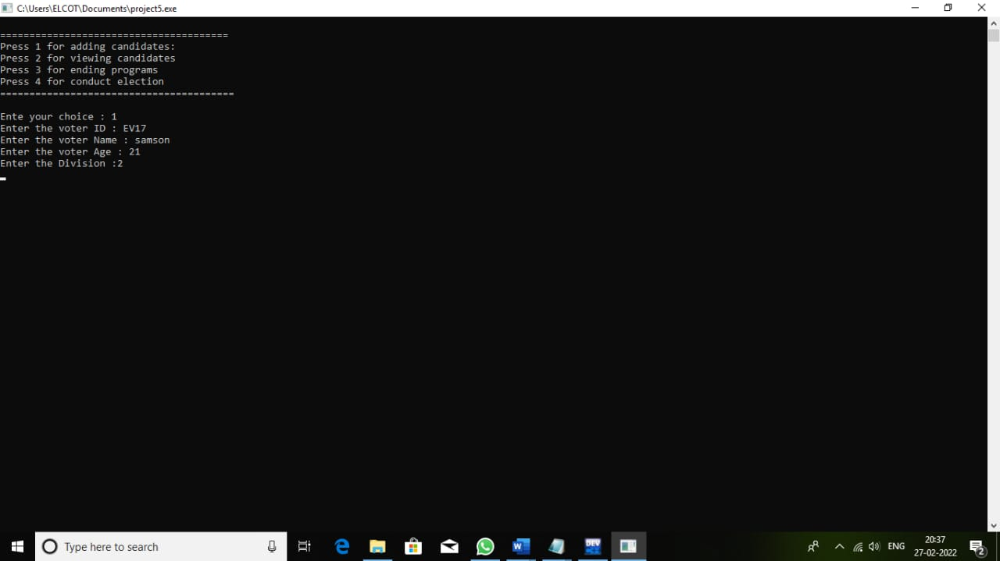 C:\Users\ELCOT\Documents\project5.exe
=======================================
Press 1 for adding candidates:
Press 2 for viewing candidates
Press 3 for ending programs
Press 4 for conduct election
========================================
Ente your choice : 1
Enter the voter ID : EV17
Enter the voter Name : samson
Enter the voter Age : 21
Enter the Division :2
Type here to search
W
DEV
ENG
20:37
27-02-2022
2